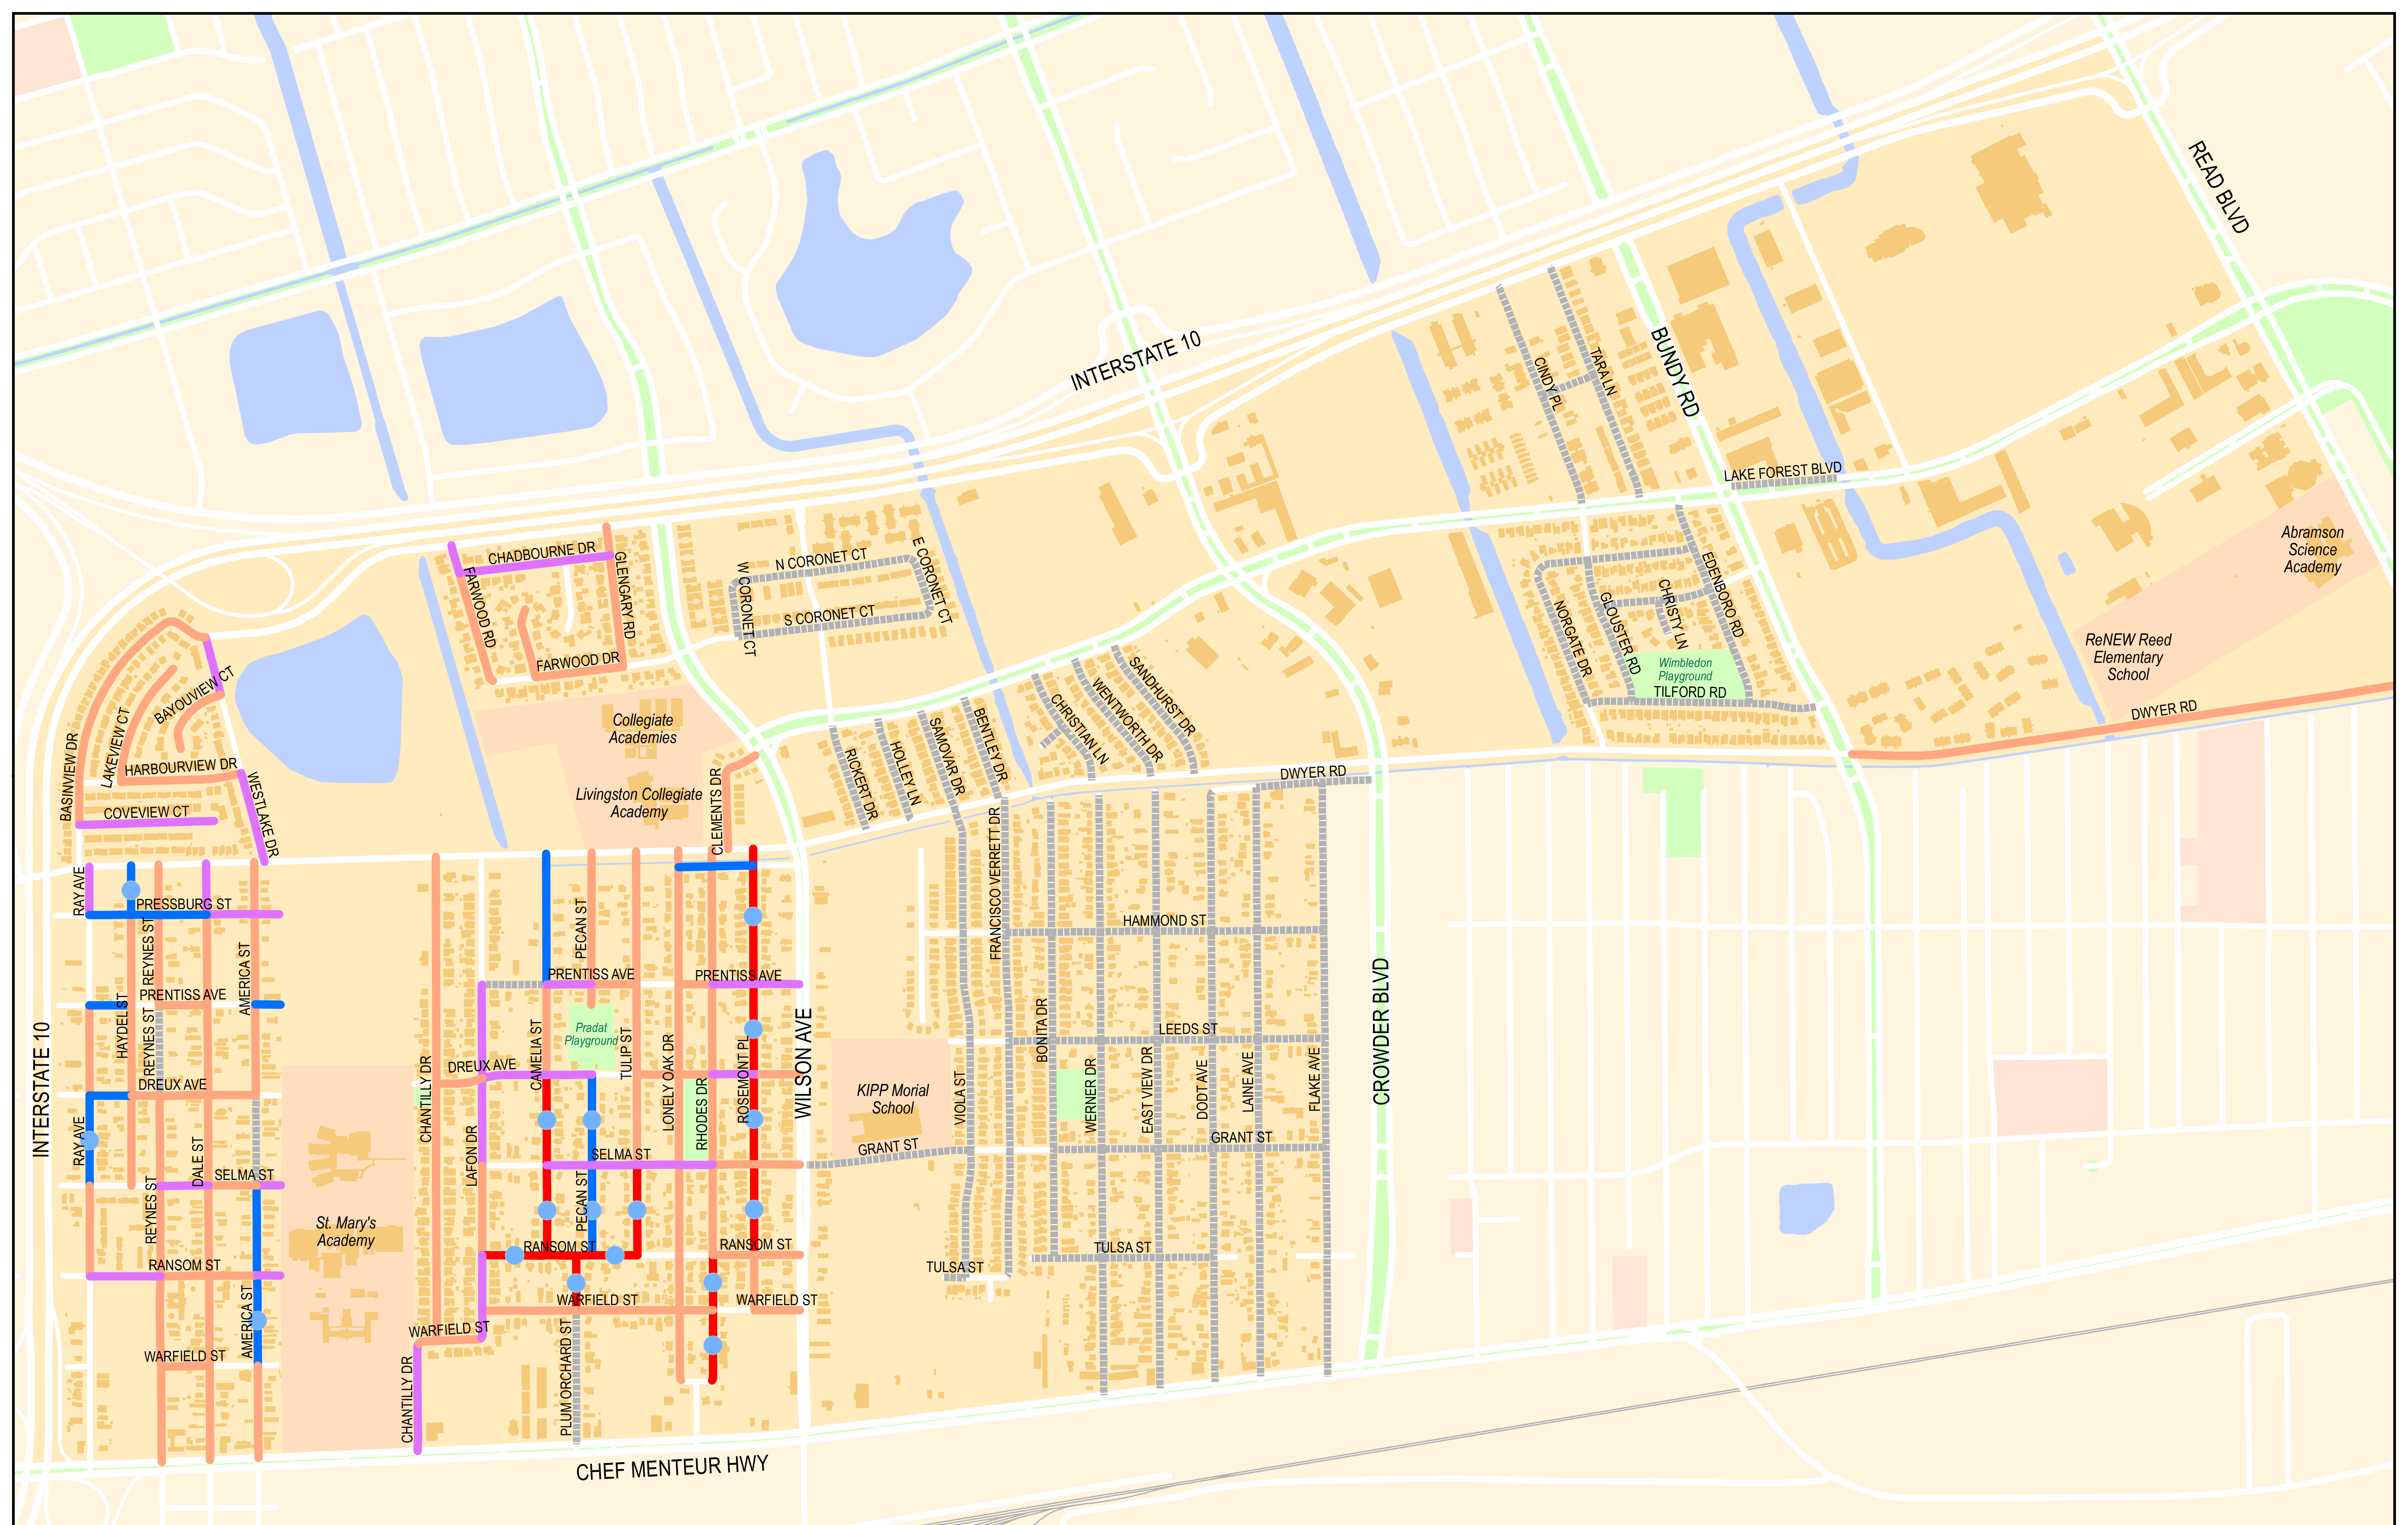 READ BLVD
INTERSTATE 10
CINDY PL
TARA LN
BUNDY RD
LAKE FOREST BLVD
CHADBOURNE DR
FARWOOD RD
GLENGARY RD
FARWOOD DR
N CORONET CT
W CORONET CT
E CORONET CT
S CORONET CT
Abramson
Science
Academy
NORGATE DR
GLOUSTER RD
CHRISTY LN
EDENBORO RD
Wimbledon
Playground
TILFORD RD
ReNEW Reed
Elementary
School
DWYER RD
BASINVIEW DR
LAKEVIEW CT
BAYOUVIEW CT
HARBOURVIEW DR
COVEVIEW CT
WESTLAKE DR
Collegiate
Academies
Livingston Collegiate
Academy
CLEMENTS DR
RICKERT DR
HOLLEY LN
SAMOVAR DR
BENTLEY DR
CHRISTIAN LN
WENTWORTH DR
SANDHURST DR
DWYER RD
RAY AVE
PRESSBURG ST
REYNES ST
AMERICA ST
PRENTISS AVE
HAYDEL ST
REYNES ST
DREUX AVE
RAY AVE
DALE ST
SELMA ST
REYNES ST
RANSOM ST
AMERICA ST
WARFIELD ST
INTERSTATE 10
St. Mary's
Academy
CHANTILLY DR
LAFON DR
DREUX AVE
CAMELIA ST
PECAN ST
PRENTISS AVE
Pradat
Playground
TULIP ST
LONELY OAK DR
RHODES DR
ROSEMONT PL
PRENTISS AVE
WILSON AVE
SELMA ST
PECAN ST
RANSOM ST
RANSOM ST
WARFIELD ST
WARFIELD ST
WARFIELD ST
CHANTILLY DR
PLUM ORCHARD ST
CHEF MENTEUR HWY
KIPP Morial
School
GRANT ST
VIOLA ST
FRANCISCO VERRETT DR
BONITA DR
HAMMOND ST
LEEDS ST
WERNER DR
EAST VIEW DR
DODT AVE
LAINE AVE
FLAKE AVE
GRANT ST
TULSA ST
TULSA ST
CROWDER BLVD